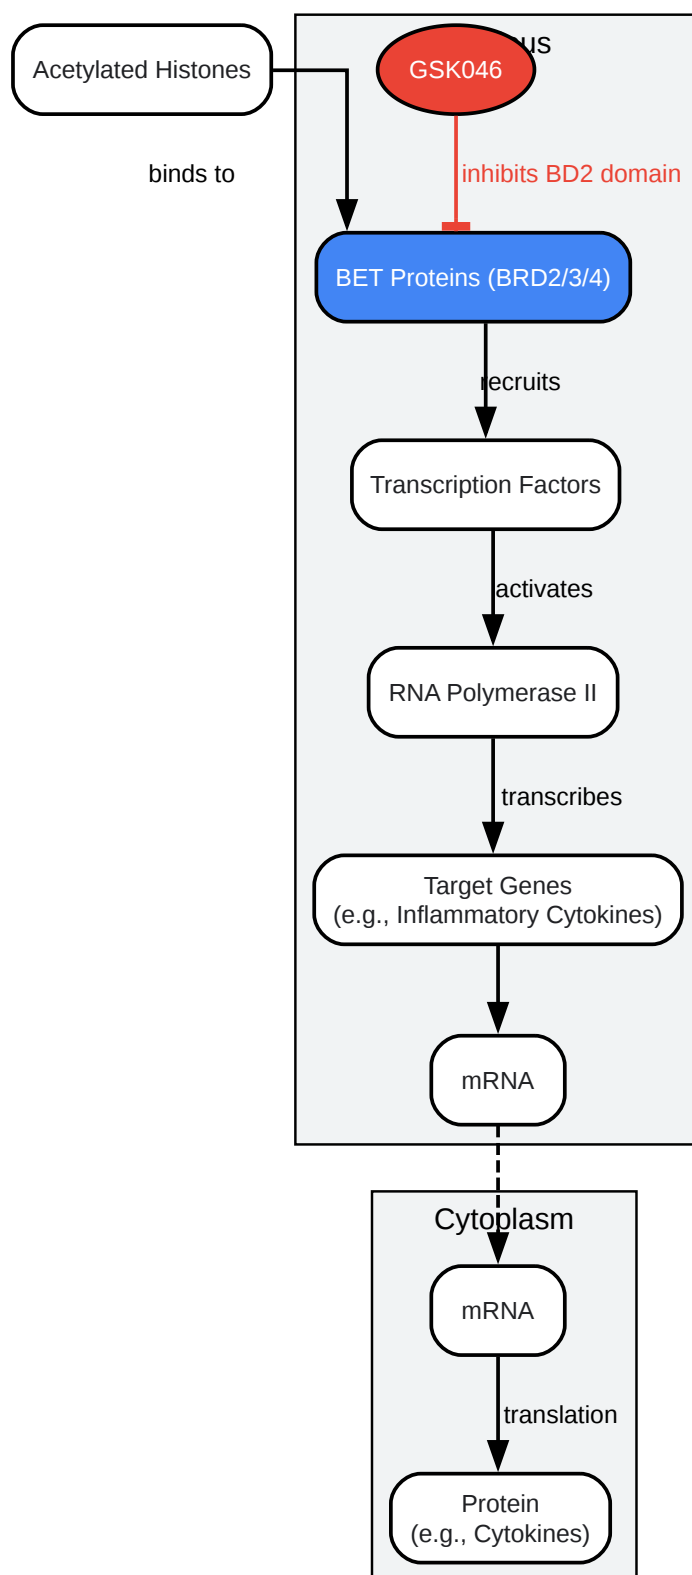 Acetylated Histones
GSK046
us
binds to
inhibits BD2 domain
BET Proteins (BRD2/3/4)
recruits
Transcription Factors
activates
RNA Polymerase II
transcribes
Target Genes
(e.g., Inflammatory Cytokines)
mRNA
Cytoplasm
mRNA
translation
Protein
(e.g., Cytokines)